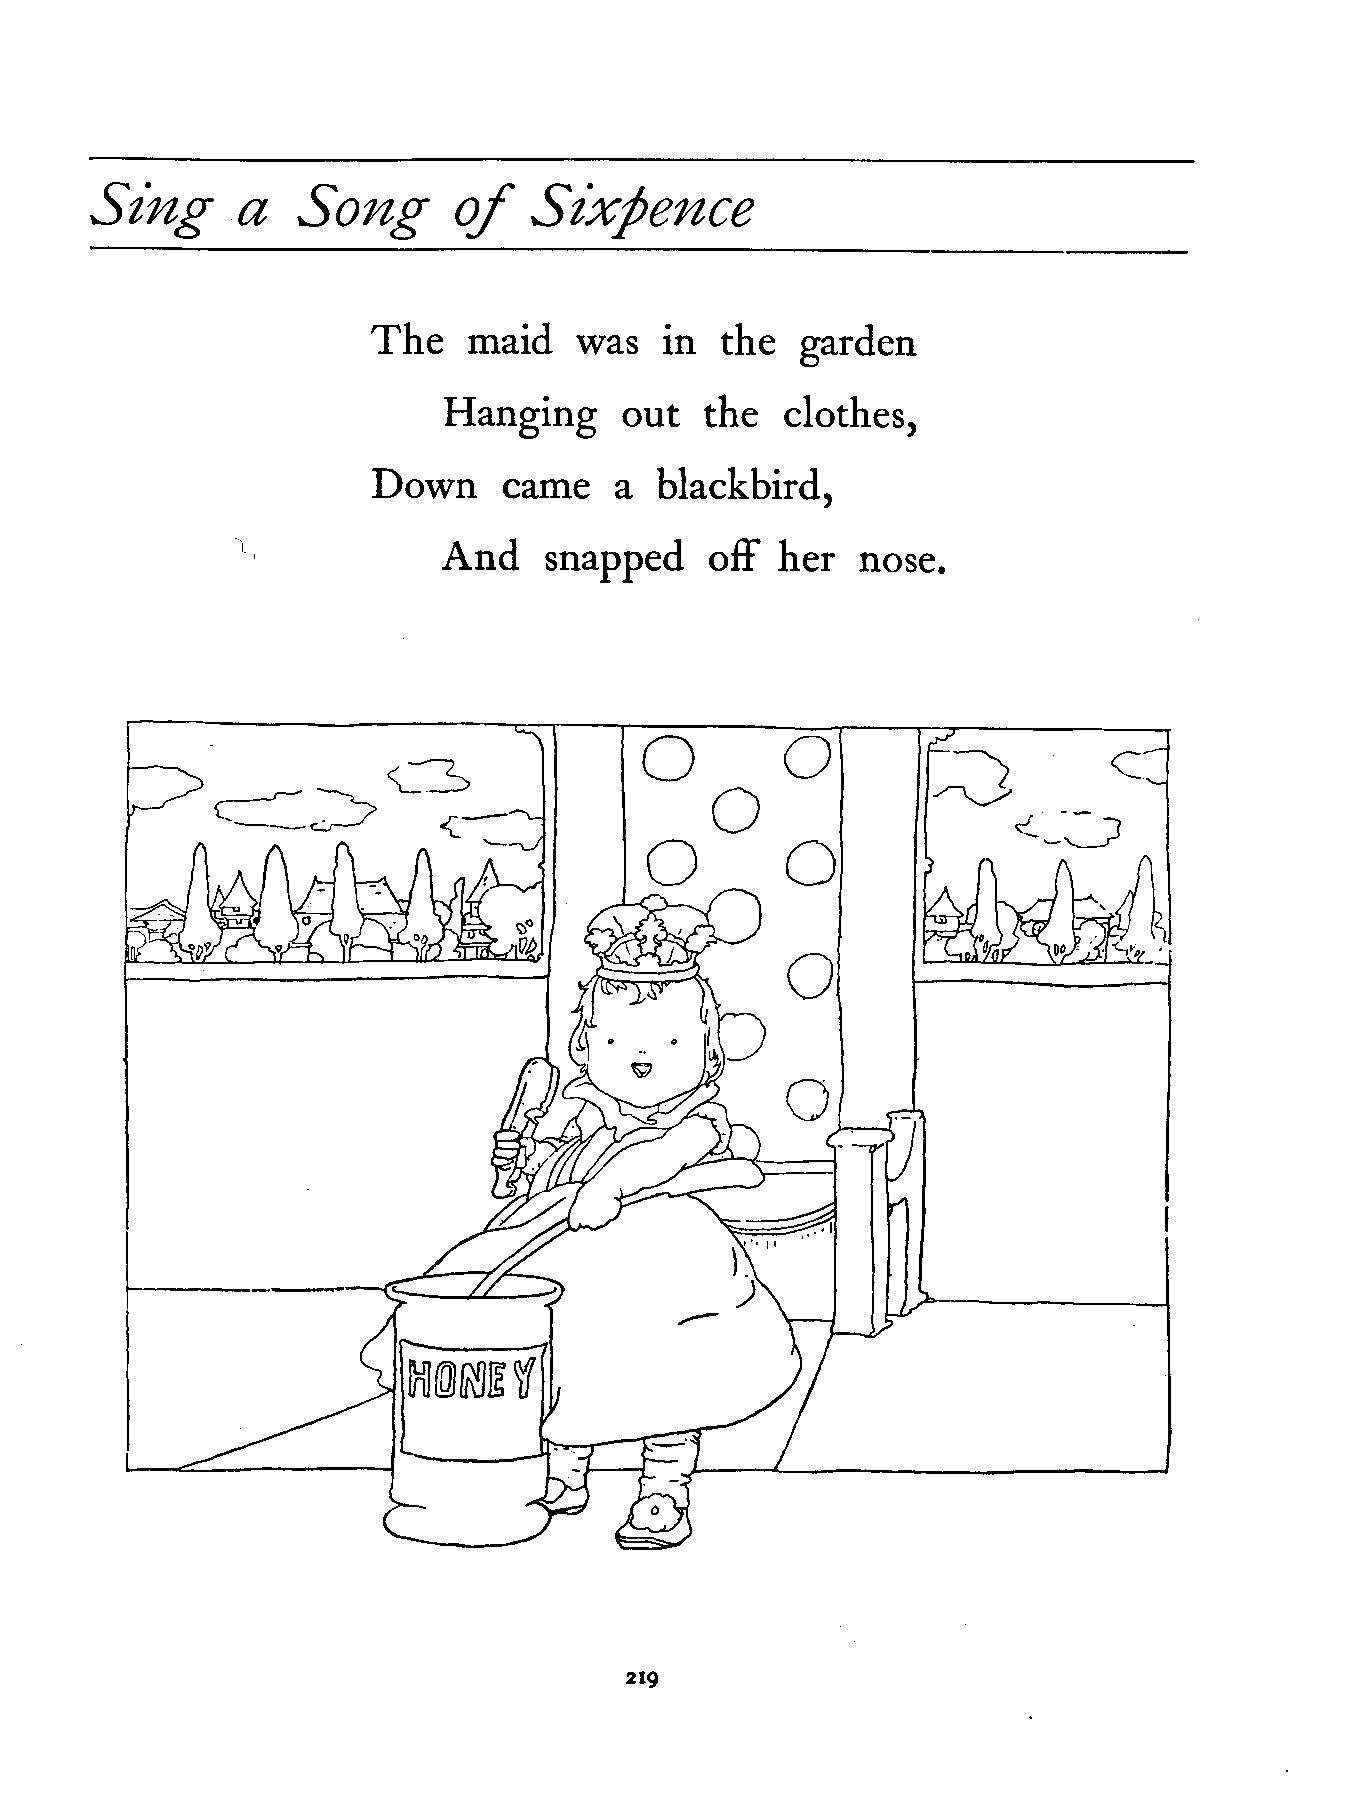 Sing a Song of Sixpence
The maid was in the garden
Hanging out the clothes,
Down came a blackbird,
And snapped off her nose.
HONEY
219